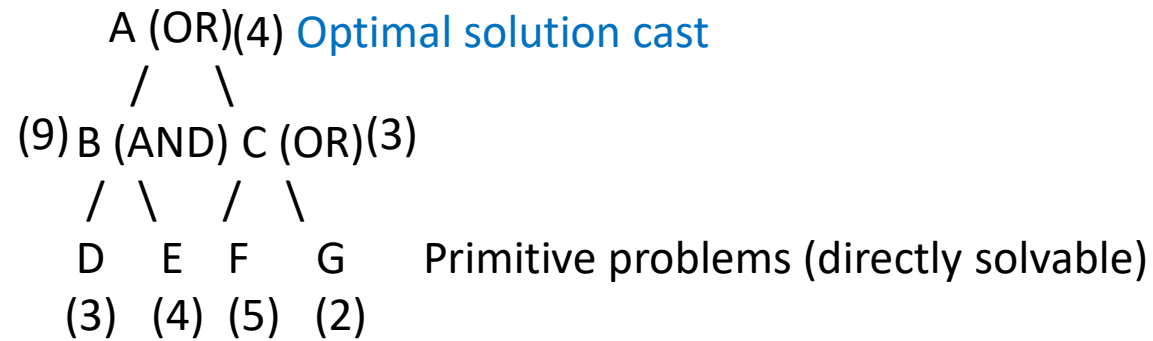 A (OR)(4) Optimal solution cast
/ \
(9) B (AND) C (OR)(3)
/ \ / \
D E F G Primitive problems (directly solvable)
(3) (4) (5) (2)